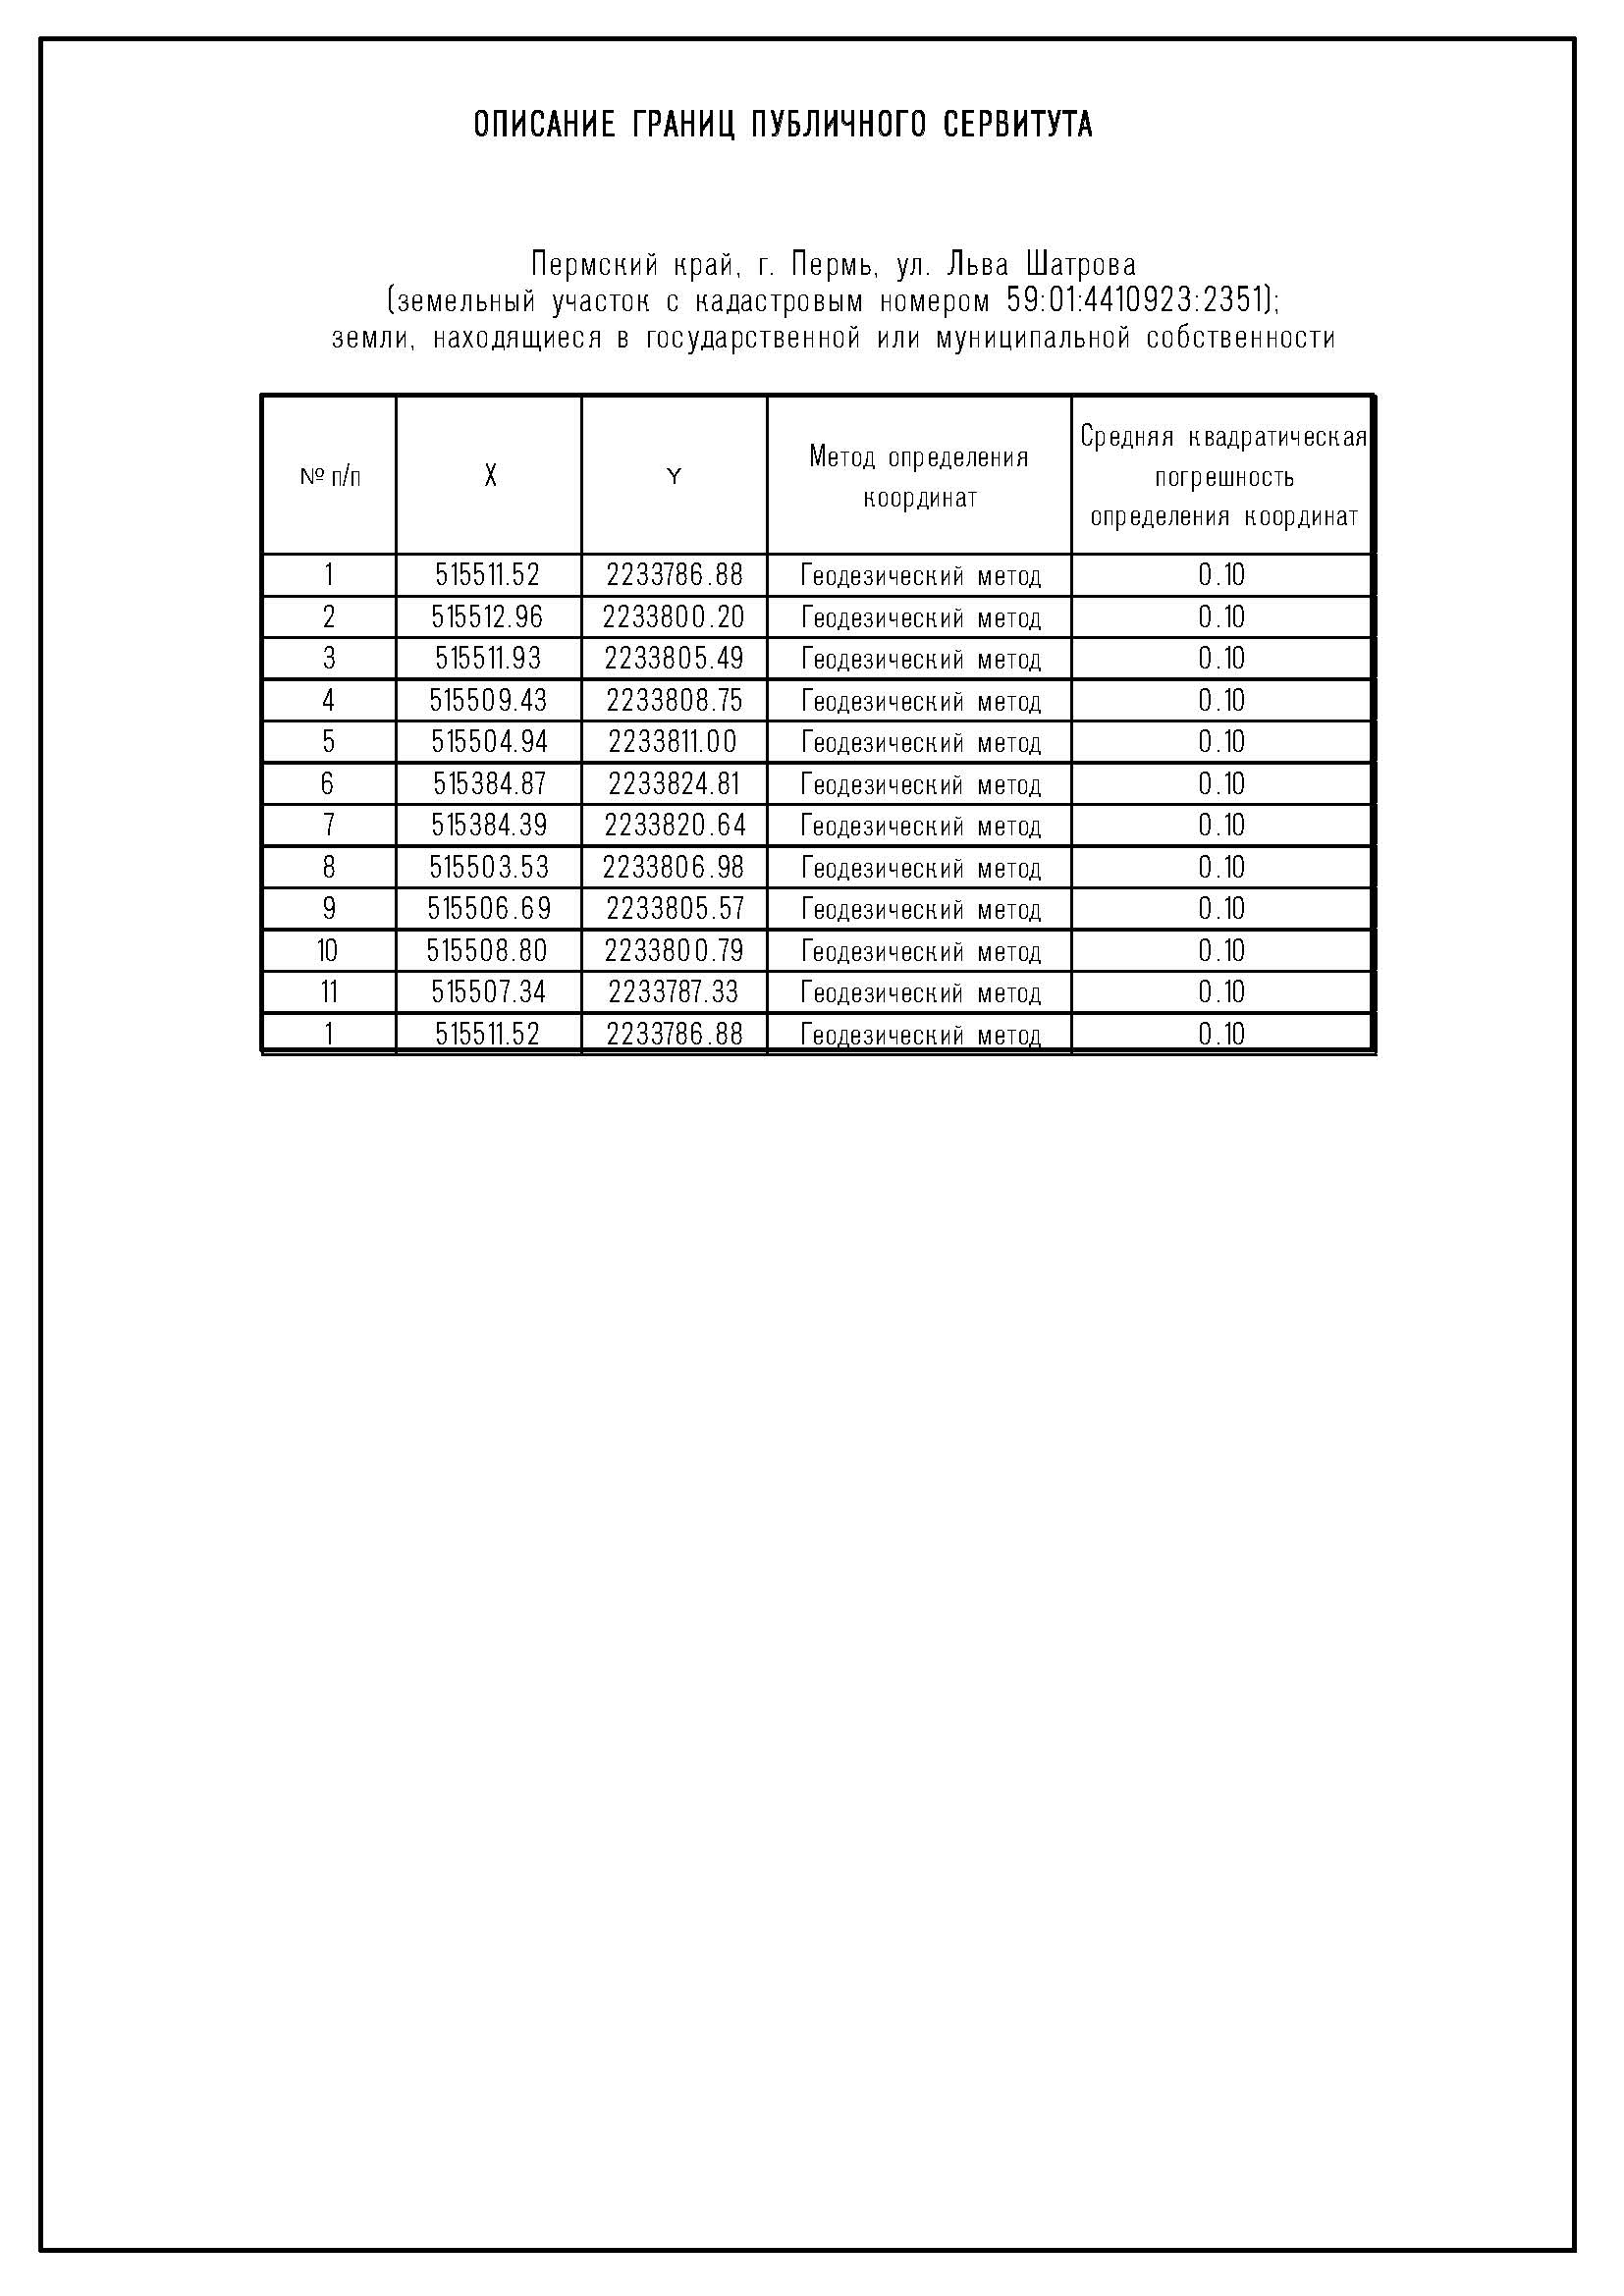 ОПИСАНИЕ ГРАНИЦ ПУБЛИЧНОГО СЕРВИТУТА
Пермский край, г. Пермь, ул. Льва Шатрова
(земельный участок с кадастровым номером 59:01:4410923:2351);
земли, находящиеся в государственной или муниципальной собственности
№ п/п X Y Метод определения координат Средняя квадратическая погрешность определения координат
1 515511.52 2233786.88 Геодезический метод 0.10
2 515512.96 2233800.20 Геодезический метод 0.10
3 515511.93 2233805.49 Геодезический метод 0.10
4 515509.43 2233808.75 Геодезический метод 0.10
5 515504.94 2233811.00 Геодезический метод 0.10
6 515384.87 2233824.81 Геодезический метод 0.10
7 515384.39 2233820.64 Геодезический метод 0.10
8 515503.53 2233806.98 Геодезический метод 0.10
9 515506.69 2233805.57 Геодезический метод 0.10
10 515508.80 2233800.79 Геодезический метод 0.10
11 515507.34 2233787.33 Геодезический метод 0.10
1 515511.52 2233786.88 Геодезический метод 0.10